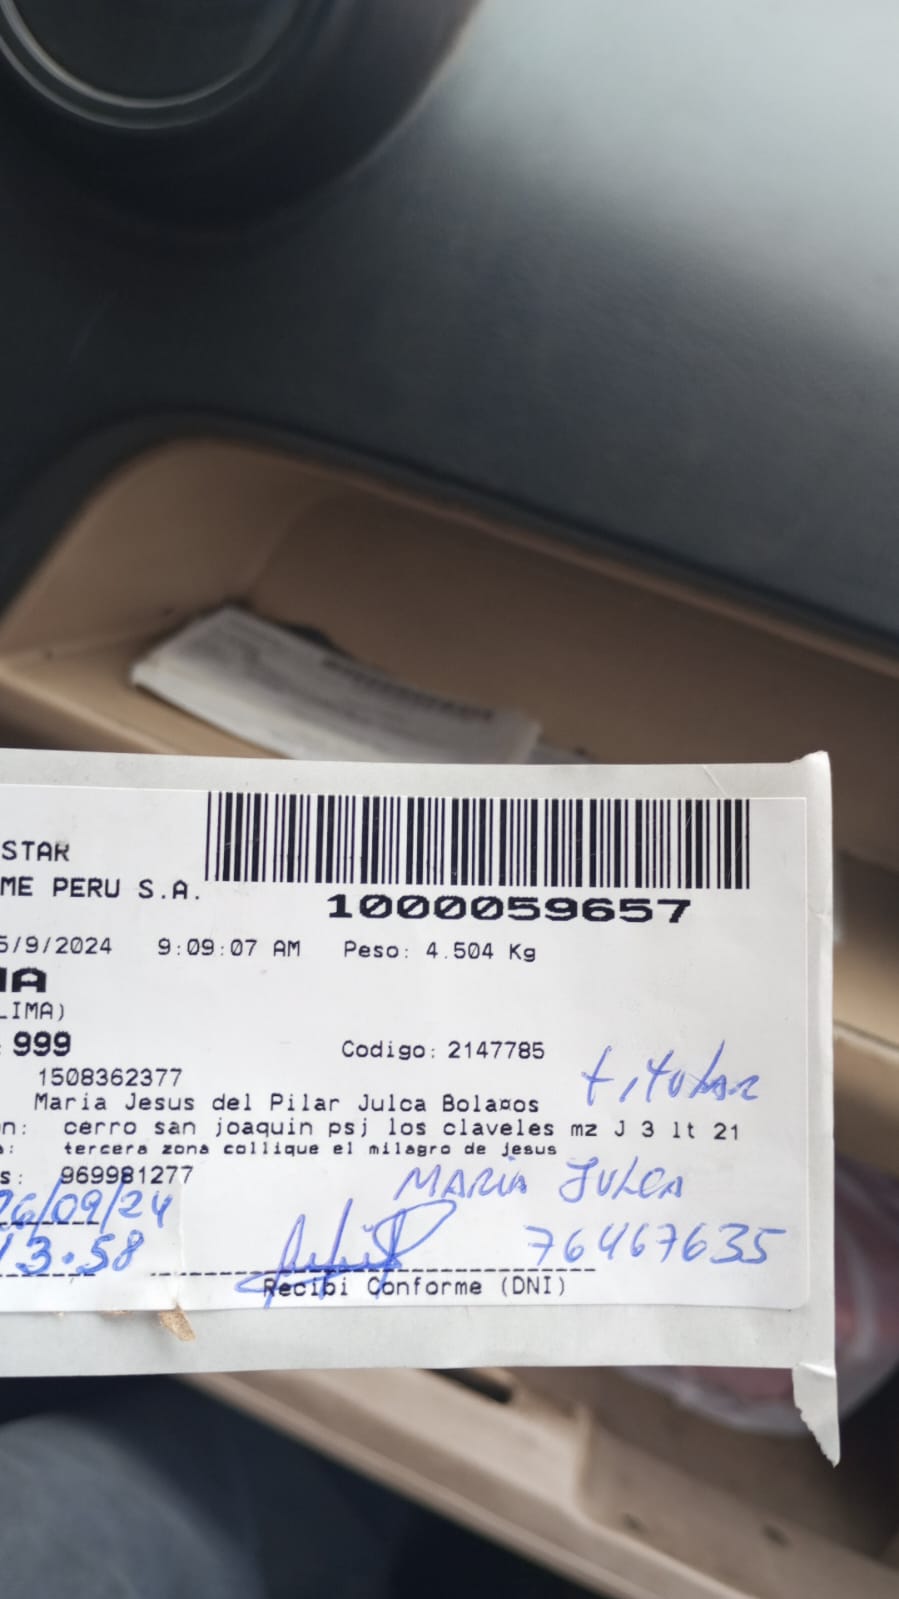 STAR
ME PERU S.A.
1000059657
5/9/2024 9:09:07 AM Peso: 4.504 Kg
LIMA)
999 Codigo: 2147785
titular
1508362377
Maria Jesus del Pilar Julca Bola¤os
n: cerro san joaquin psj los claveles mz J 3 lt 21
: tercera zona collique el milagro de jesus
s: 969981277
MARIA JULCA
26/09/24
13:58
76467635
Recibi Conforme (DNI)